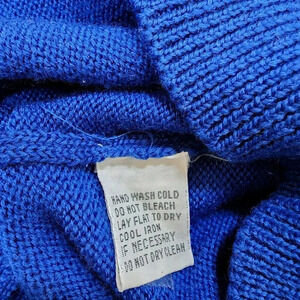 HAND WASH COLD
DO NOT BLEACH
LAY FLAT TO DRY
COOL IRON
IF NECESSARY
DO NOT DRY CLEAN